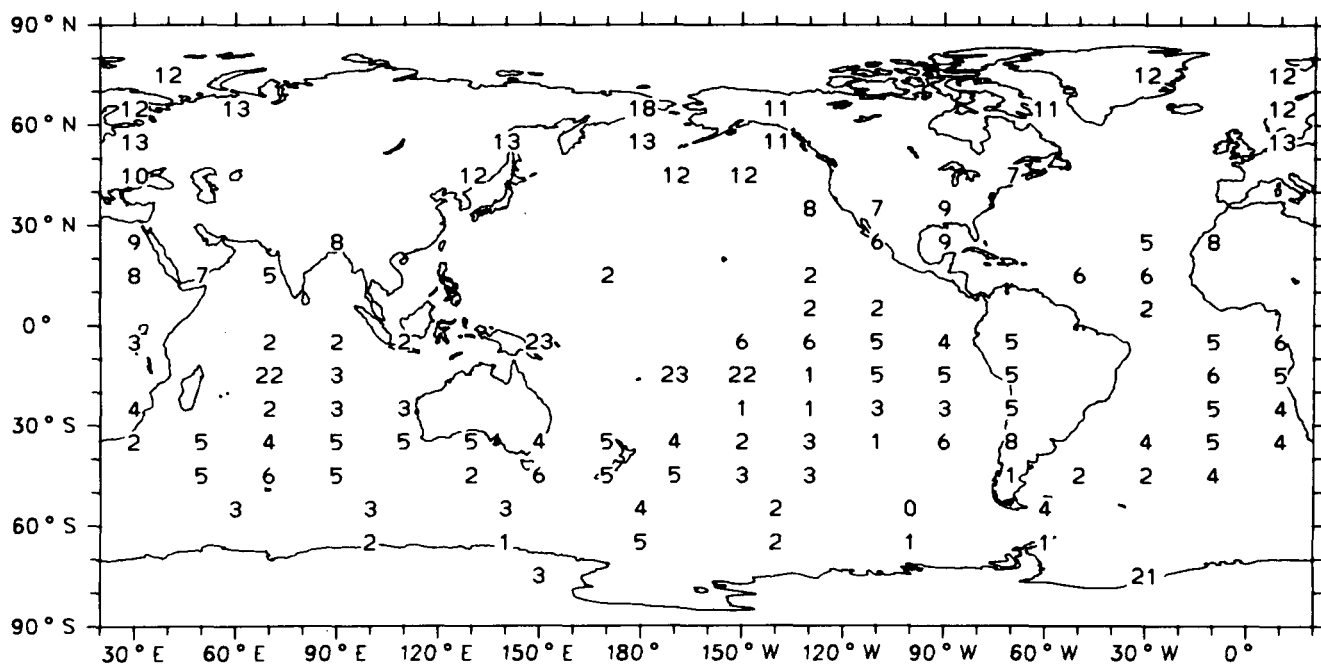 90° N
12 12 12
12 13 18 11 11 12
60° N
13 13 13 11 13
10 12 12 12 7
8 7 9
30° N
9 8 6 9 5 8
8 7 5 2 2 6 6
2 2 2
0°
3 2 2 2 23 6 6 5 4 5 5 6
22 3 23 22 1 5 5 5 6 5
4 2 3 3 1 1 3 3 5 5 4
30° S
2 5 4 5 5 5 4 5 4 2 3 1 6 8 4 5 4
5 6 5 2 6 5 5 3 3 1 2 2 4
3 3 3 4 2 0 4
60° S
2 1 5 2 1 1
3 21
90° S
30° E 60° E 90° E 120° E 150° E 180° 150° W 120° W 90° W 60° W 30° W 0°